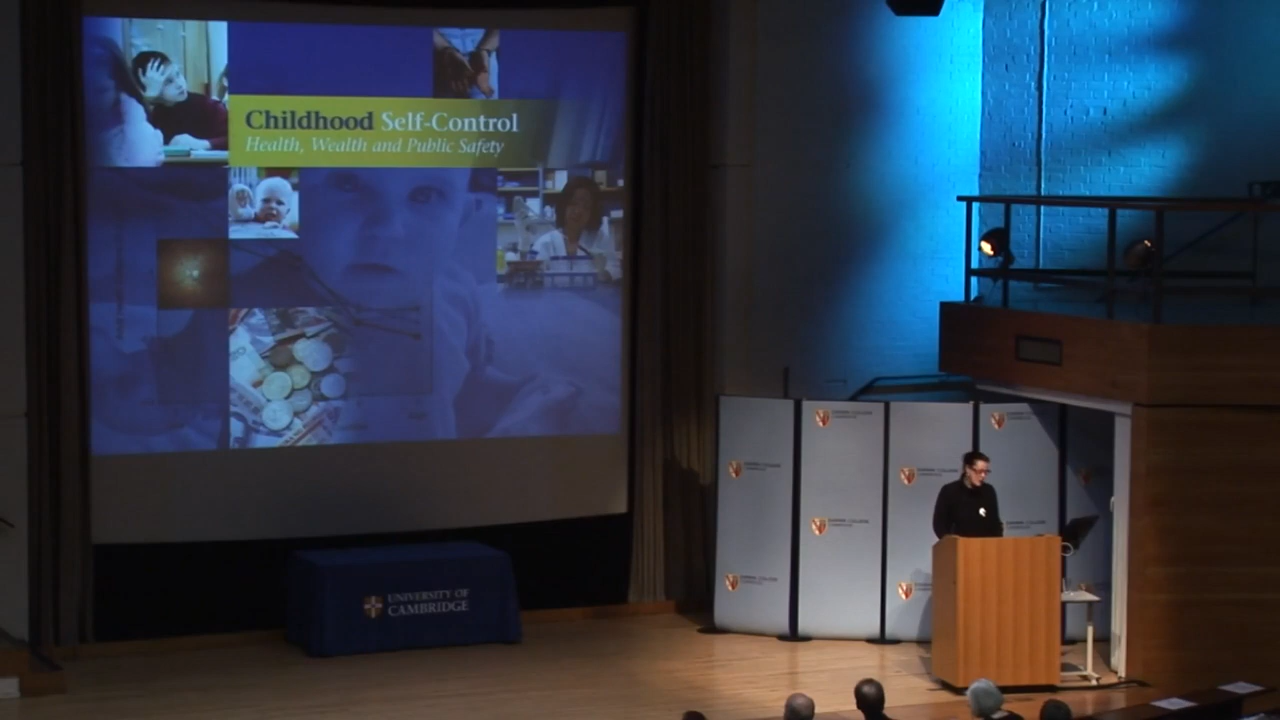 Childhood Self-Control
Health, Wealth and Public Safety
UNIVERSITY OF
CAMBRIDGE